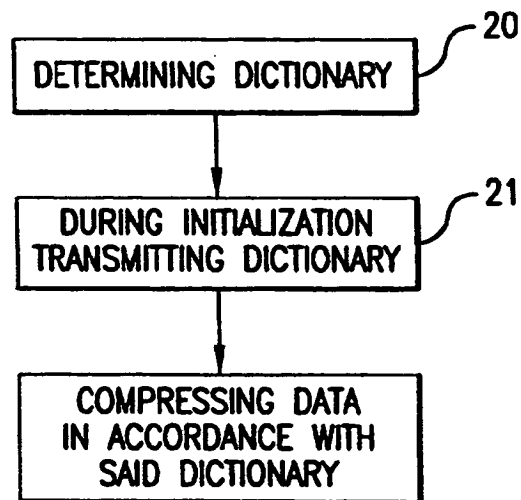 20
DETERMINING DICTIONARY
21
DURING INITIALIZATION
TRANSMITTING DICTIONARY
COMPRESSING DATA
IN ACCORDANCE WITH
SAID DICTIONARY